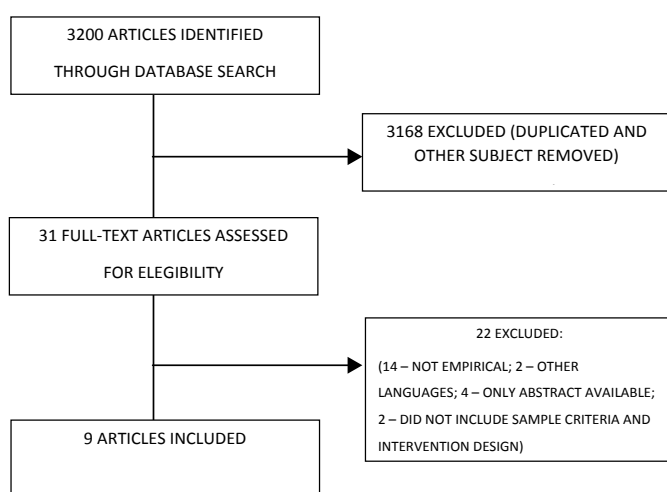 3200 ARTICLES IDENTIFIED
THROUGH DATABASE SEARCH
3168 EXCLUDED (DUPLICATED AND
OTHER SUBJECT REMOVED)
31 FULL-TEXT ARTICLES ASSESSED
FOR ELEGIBILITY
22 EXCLUDED:
(14 – NOT EMPIRICAL; 2 – OTHER
LANGUAGES; 4 – ONLY ABSTRACT AVAILABLE;
2 – DID NOT INCLUDE SAMPLE CRITERIA AND
INTERVENTION DESIGN)
9 ARTICLES INCLUDED